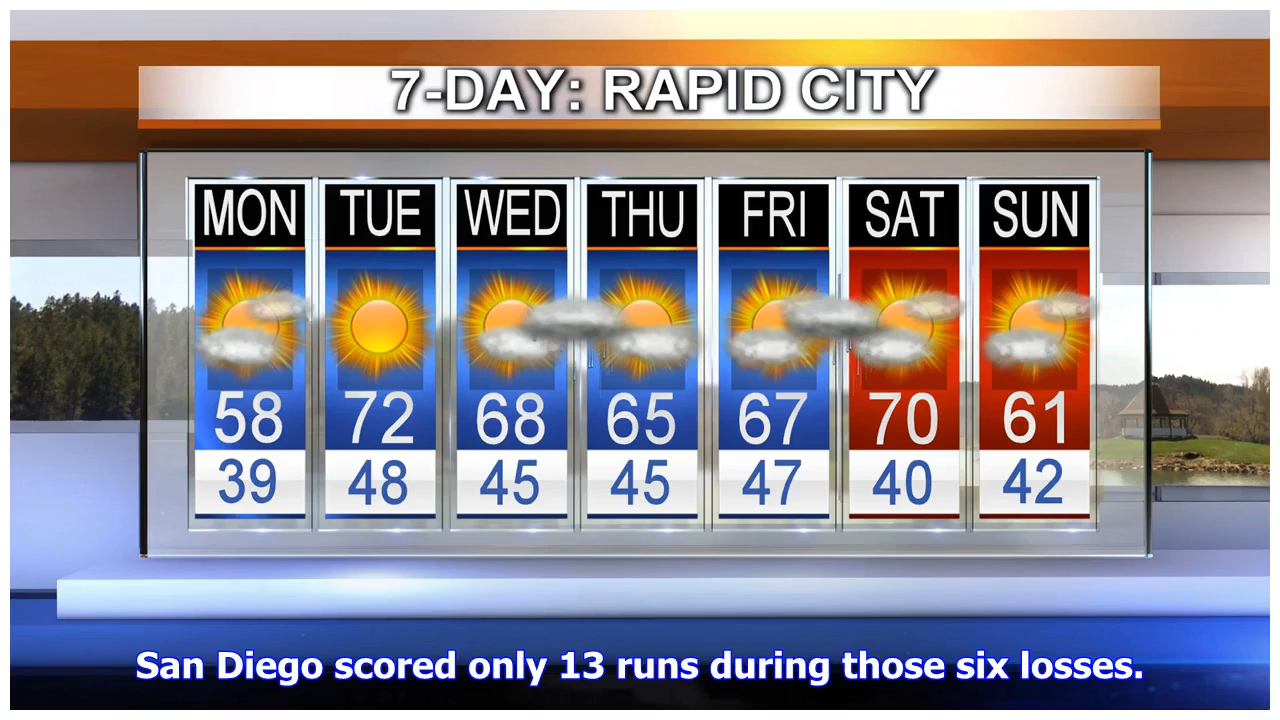 7-DAY: RAPID CITY
MON TUE WED THU FRI SAT SUN
58 72 68 65 67 70 61
39 48 45 45 47 40 42
San Diego scored only 13 runs during those six losses.